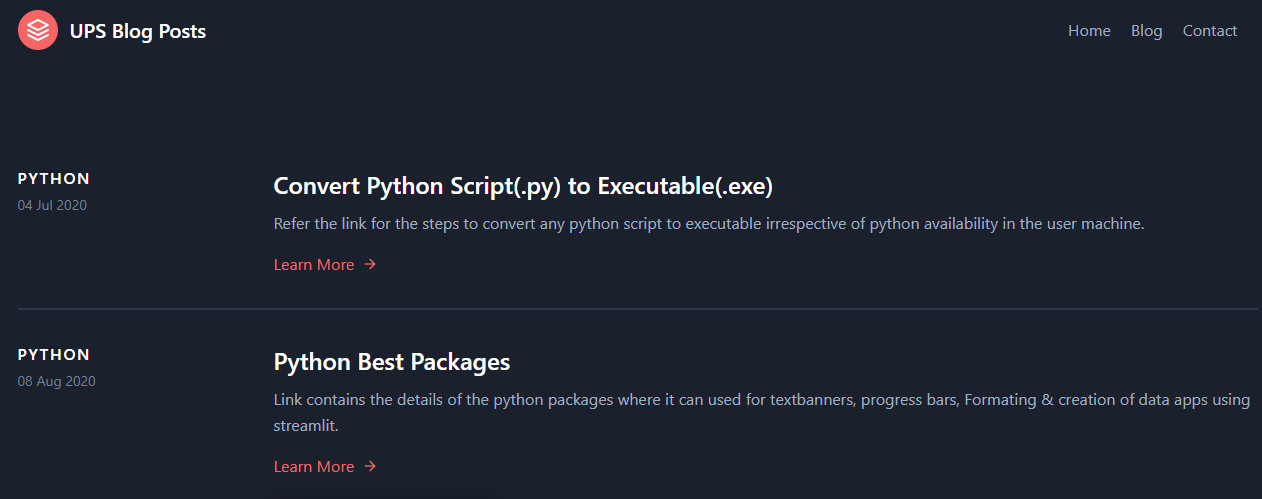 UPS Blog Posts
Home Blog Contact
PYTHON
04 Jul 2020
Convert Python Script(.py) to Executable(.exe)
Refer the link for the steps to convert any python script to executable irrespective of python availability in the user machine.
Learn More →
PYTHON
08 Aug 2020
Python Best Packages
Link contains the details of the python packages where it can used for textbanners, progress bars, Formating & creation of data apps using
streamlit.
Learn More →